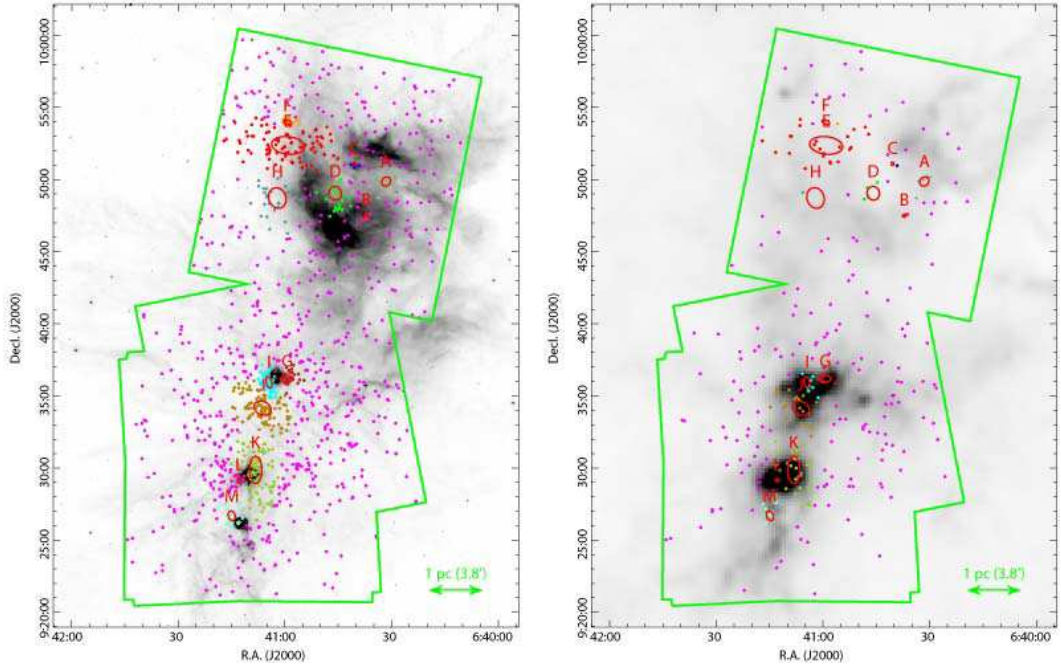 10:00:00
55:00
50:00
45:00
40:00
35:00
30:00
25:00
9:20:00
Decl. (J2000)
F
E
H
D
B
I
G
K
L
M
1 pc (3.8')
42:00
30
41:00
30
6:40:00
R.A. (J2000)
10:00:00
55:00
50:00
45:00
40:00
35:00
30:00
25:00
9:20:00
Decl. (J2000)
F
E
C
A
H
D
B
I
G
K
M
1 pc (3.8')
42:00
30
41:00
30
6:40:00
R.A. (J2000)